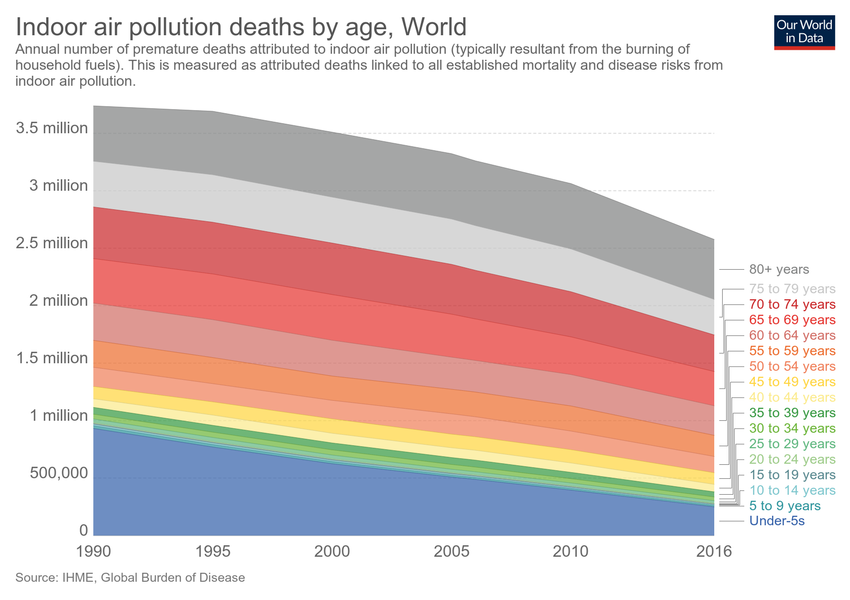 Indoor air pollution deaths by age, World
Our World
in Data
Annual number of premature deaths attributed to indoor air pollution (typically resultant from the burning of
household fuels). This is measured as attributed deaths linked to all established mortality and disease risks from
indoor air pollution.
3.5 million
3 million
2.5 million
2 million
1.5 million
1 million
500,000
0
1990
1995
2000
2005
2010
2016
80+ years
75 to 79 years
70 to 74 years
65 to 69 years
60 to 64 years
55 to 59 years
50 to 54 years
45 to 49 years
40 to 44 years
35 to 39 years
30 to 34 years
25 to 29 years
20 to 24 years
15 to 19 years
10 to 14 years
5 to 9 years
Under-5s
Source: IHME, Global Burden of Disease